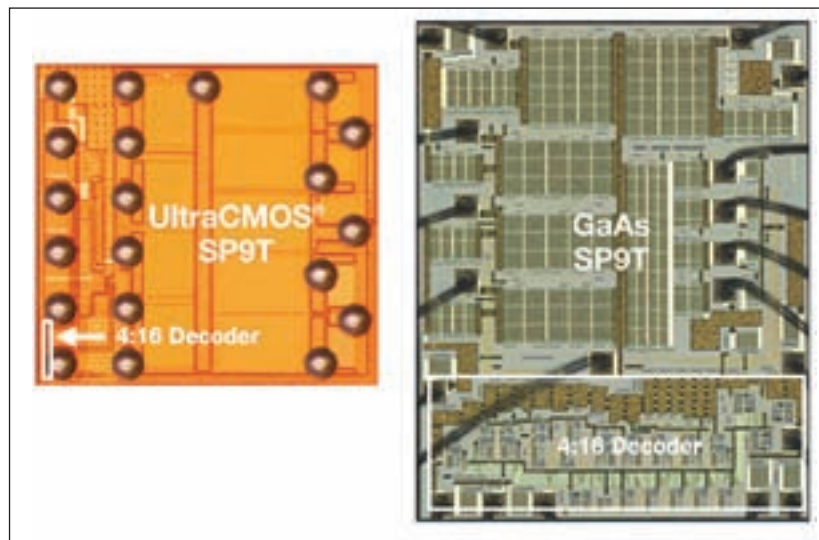 UltraCMOS®
SP9T
4:16 Decoder
GaAs
SP9T
4:16 Decoder